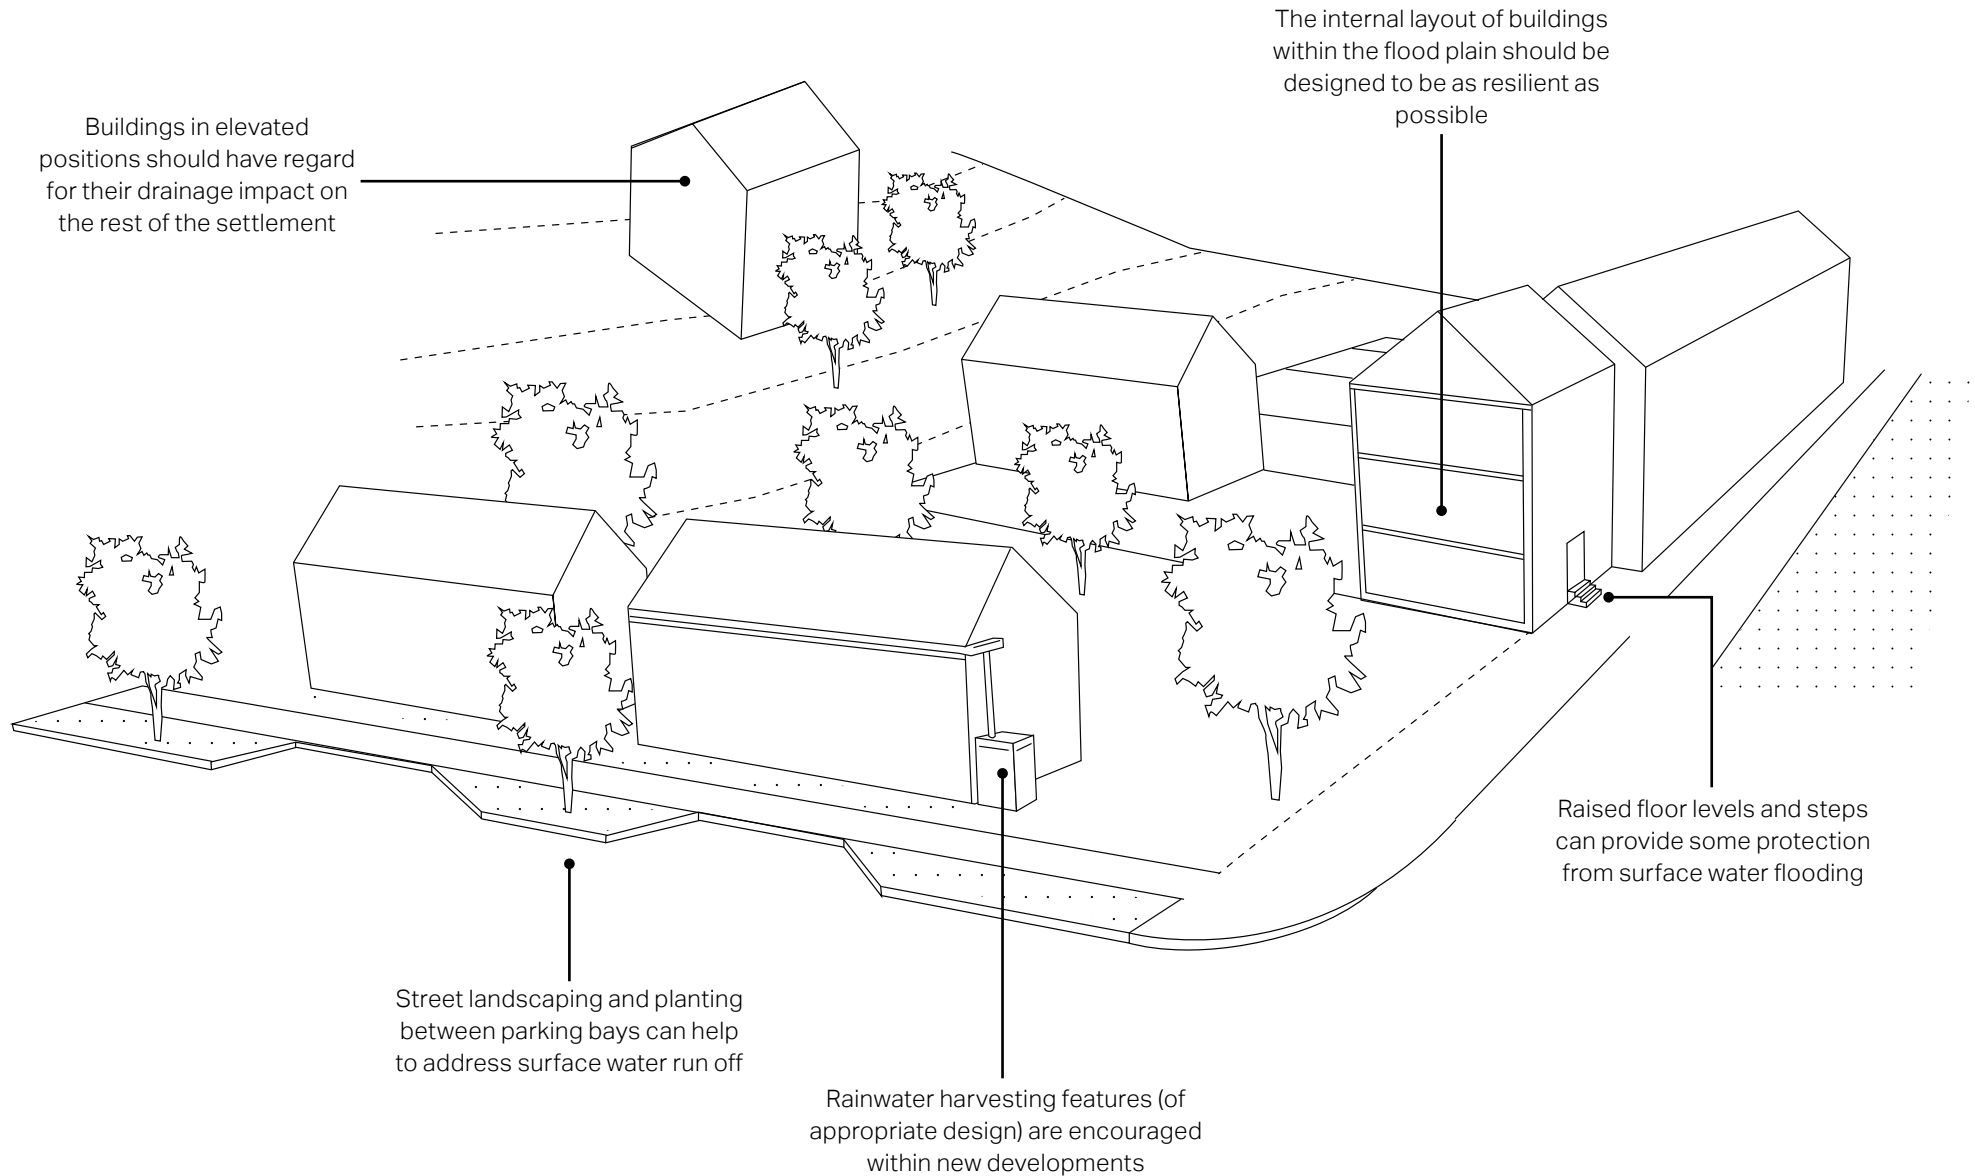 The internal layout of buildings
within the flood plain should be
designed to be as resilient as
possible
Buildings in elevated
positions should have regard
for their drainage impact on
the rest of the settlement
Raised floor levels and steps
can provide some protection
from surface water flooding
Street landscaping and planting
between parking bays can help
to address surface water run off
Rainwater harvesting features (of
appropriate design) are encouraged
within new developments